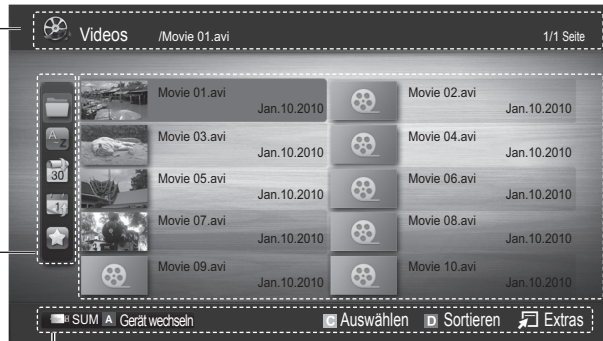 Videos /Movie 01.avi 1/1 Seite
Movie 01.avi Movie 02.avi
Jan.10.2010 Jan.10.2010
Movie 03.avi Movie 04.avi
Jan.10.2010 Jan.10.2010
Movie 05.avi Movie 06.avi
Jan.10.2010 Jan.10.2010
Movie 07.avi Movie 08.avi
Jan.10.2010 Jan.10.2010
Movie 09.avi Movie 10.avi
Jan.10.2010 Jan.10.2010
A Z
30
1
SUM A Gerät wechseln C Auswählen D Sortieren Extras